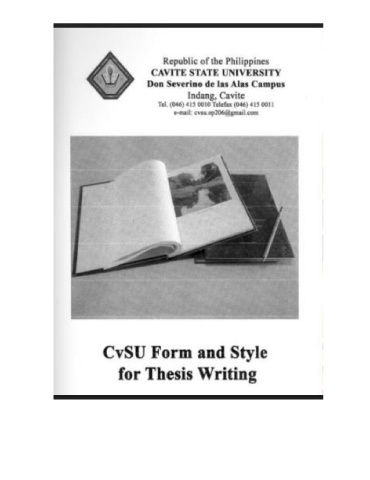 Republic of the Philippines
CAVITE STATE UNIVERSITY
Don Severino de las Alas Campus
Indang, Cavite
Tel. (046) 415 0010 Telefax (046) 415 0011
e-mail: cvsu.op206@gmail.com
CvSU Form and Style
for Thesis Writing